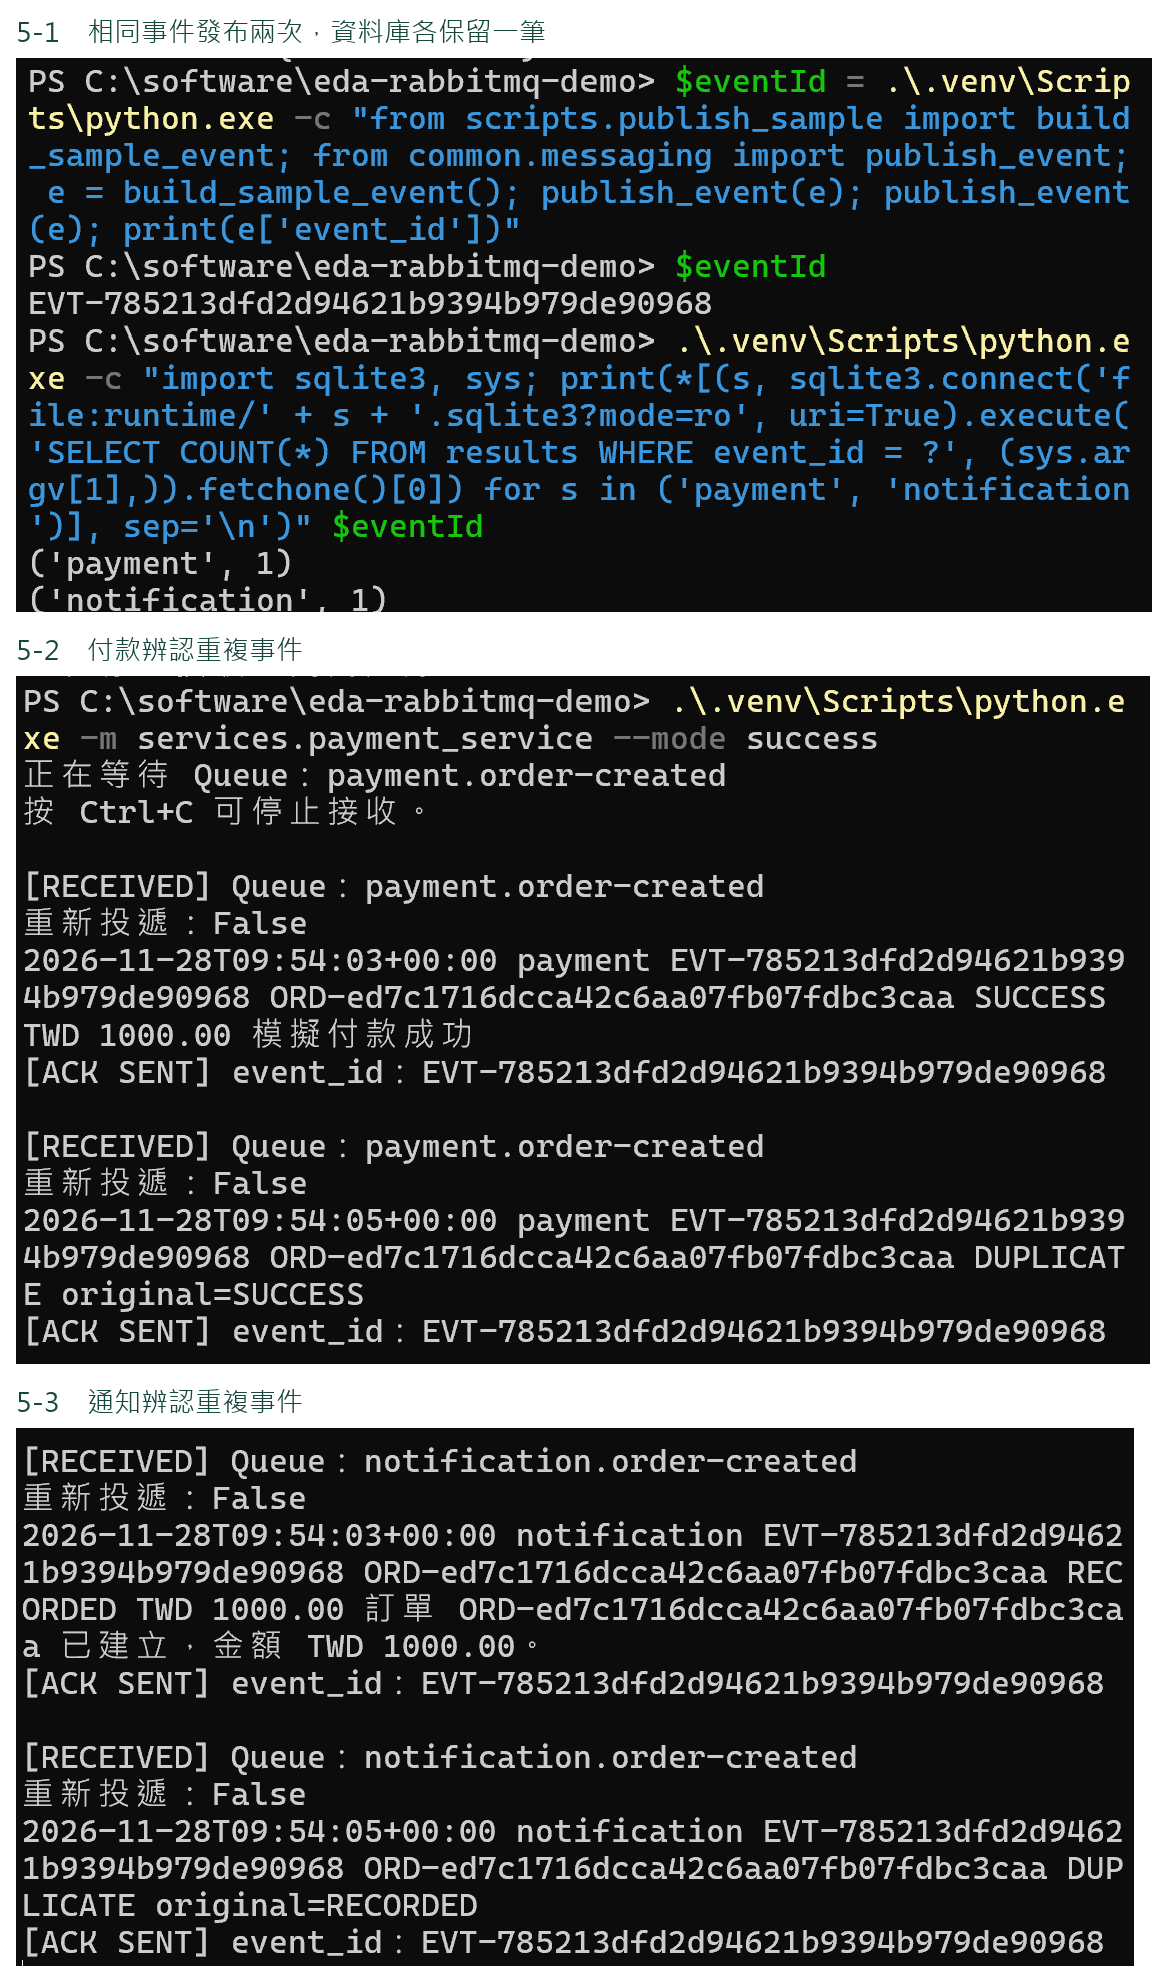 5-1 相同事件發布兩次，資料庫各保留一筆
PS C:\software\eda-rabbitmq-demo> $eventId = .\.venv\Scrip
ts\python.exe -c "from scripts.publish_sample import build
_sample_event; from common.messaging import publish_event;
 e = build_sample_event(); publish_event(e); publish_event
(e); print(e['event_id'])"
PS C:\software\eda-rabbitmq-demo> $eventId
EVT-785213dfd2d94621b9394b979de90968
PS C:\software\eda-rabbitmq-demo> .\.venv\Scripts\python.e
xe -c "import sqlite3, sys; print(*[(s, sqlite3.connect('f
ile:runtime/' + s + '.sqlite3?mode=ro', uri=True).execute(
'SELECT COUNT(*) FROM results WHERE event_id = ?', (sys.ar
gv[1],)).fetchone()[0]) for s in ('payment', 'notification
')], sep='\n')" $eventId
('payment', 1)
('notification', 1)
5-2 付款辨認重複事件
PS C:\software\eda-rabbitmq-demo> .\.venv\Scripts\python.e
xe -m services.payment_service --mode success
正在等待 Queue：payment.order-created
按 Ctrl+C 可停止接收。
[RECEIVED] Queue：payment.order-created
重新投遞：False
2026-11-28T09:54:03+00:00 payment EVT-785213dfd2d94621b939
4b979de90968 ORD-ed7c1716dcca42c6aa07fb07fdbc3caa SUCCESS
TWD 1000.00 模擬付款成功
[ACK SENT] event_id：EVT-785213dfd2d94621b9394b979de90968
[RECEIVED] Queue：payment.order-created
重新投遞：False
2026-11-28T09:54:05+00:00 payment EVT-785213dfd2d94621b939
4b979de90968 ORD-ed7c1716dcca42c6aa07fb07fdbc3caa DUPLICAT
E original=SUCCESS
[ACK SENT] event_id：EVT-785213dfd2d94621b9394b979de90968
5-3 通知辨認重複事件
[RECEIVED] Queue：notification.order-created
重新投遞：False
2026-11-28T09:54:03+00:00 notification EVT-785213dfd2d9462
1b9394b979de90968 ORD-ed7c1716dcca42c6aa07fb07fdbc3caa REC
ORDED TWD 1000.00 訂單 ORD-ed7c1716dcca42c6aa07fb07fdbc3ca
a 已建立，金額 TWD 1000.00。
[ACK SENT] event_id：EVT-785213dfd2d94621b9394b979de90968
[RECEIVED] Queue：notification.order-created
重新投遞：False
2026-11-28T09:54:05+00:00 notification EVT-785213dfd2d9462
1b9394b979de90968 ORD-ed7c1716dcca42c6aa07fb07fdbc3caa DUP
LICATE original=RECORDED
[ACK SENT] event_id：EVT-785213dfd2d94621b9394b979de90968